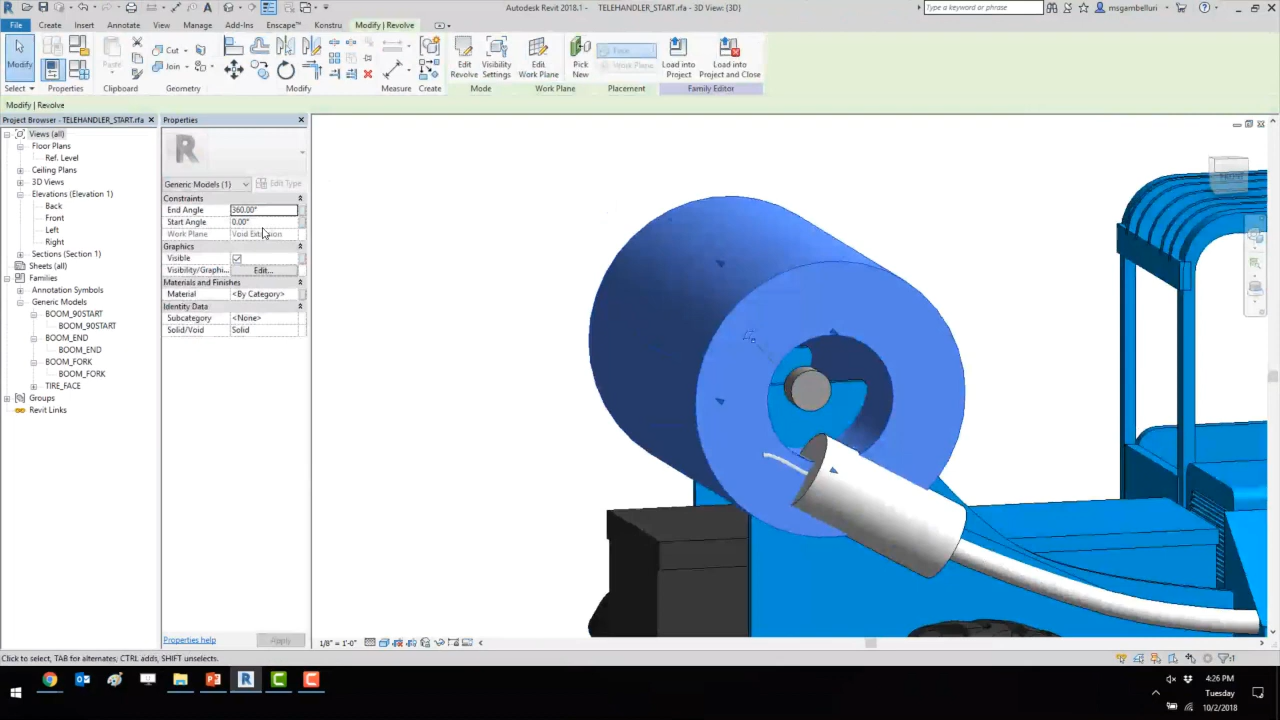 Autodesk Revit 2018.1 - TELEHANDLER_START.rfa - 3D View: {3D}
Type a keyword or phrase
msgambelluri
File Create Insert Annotate View Manage Add-Ins Enscape™ Konstru Modify | Revolve
Modify
Cut
Join
Paste
Edit Revolve
Visibility Settings
Edit Work Plane
Pick New
Face
Work Plane
Load into Project
Load into Project and Close
Select Properties Clipboard Geometry Modify Measure Create Mode Work Plane Placement Family Editor
Modify | Revolve
Project Browser - TELEHANDLER_START.rfa
Views (all)
Floor Plans
Ref. Level
Ceiling Plans
3D Views
Elevations (Elevation 1)
Back
Front
Left
Right
Sections (Section 1)
Sheets (all)
Families
Annotation Symbols
Generic Models
BOOM_90START
BOOM_90START
BOOM_END
BOOM_END
BOOM_FORK
BOOM_FORK
TIRE_FACE
Groups
Revit Links
Properties
R
Generic Models (1)
Edit Type
Constraints
End Angle 360.00°
Start Angle 0.00°
Work Plane Void Extrusion
Graphics
Visible
Visibility/Graphi... Edit...
Materials and Finishes
Material <By Category>
Identity Data
Subcategory <None>
Solid/Void Solid
Properties help
Apply
1/8" = 1'-0"
Click to select, TAB for alternates, CTRL adds, SHIFT unselects.
:1
4:26 PM
Tuesday
10/2/2018